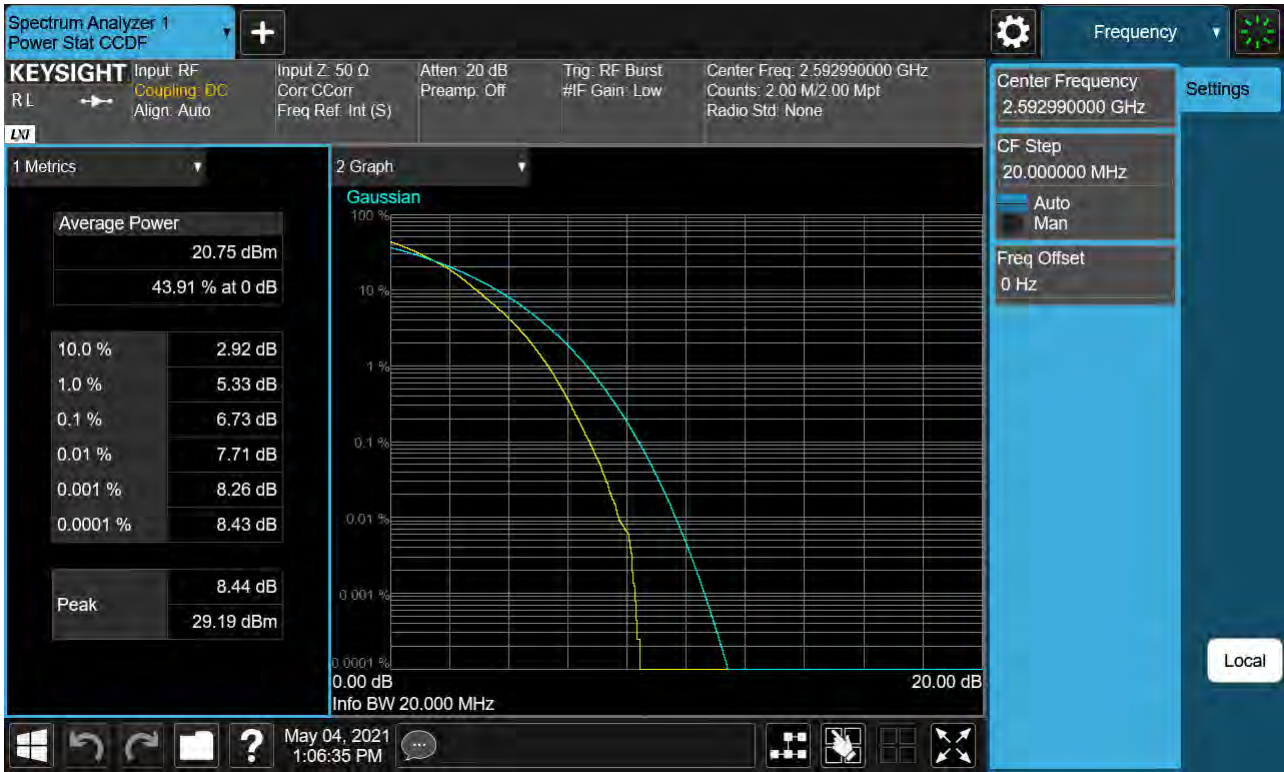 Spectrum Analyzer 1
Power Stat CCDF
+
Frequency
KEYSIGHT
RL
LXI
Input: RF
Coupling: DC
Align: Auto
Input Z: 50 Ω
Corr CCorr
Freq Ref: Int (S)
Atten: 20 dB
Preamp: Off
Trig: RF Burst
#IF Gain: Low
Center Freq: 2.592990000 GHz
Counts: 2.00 M/2.00 Mpt
Radio Std: None
1 Metrics
Average Power
20.75 dBm
43.91 % at 0 dB
10.0 % 2.92 dB
1.0 % 5.33 dB
0.1 % 6.73 dB
0.01 % 7.71 dB
0.001 % 8.26 dB
0.0001 % 8.43 dB
Peak
8.44 dB
29.19 dBm
2 Graph
Gaussian
100 %
10 %
1 %
0.1 %
0.01 %
0.001 %
0.0001 %
0.00 dB 20.00 dB
Info BW 20.000 MHz
Center Frequency
2.592990000 GHz
CF Step
20.000000 MHz
Auto
Man
Freq Offset
0 Hz
Settings
Local
?
May 04, 2021
1:06:35 PM